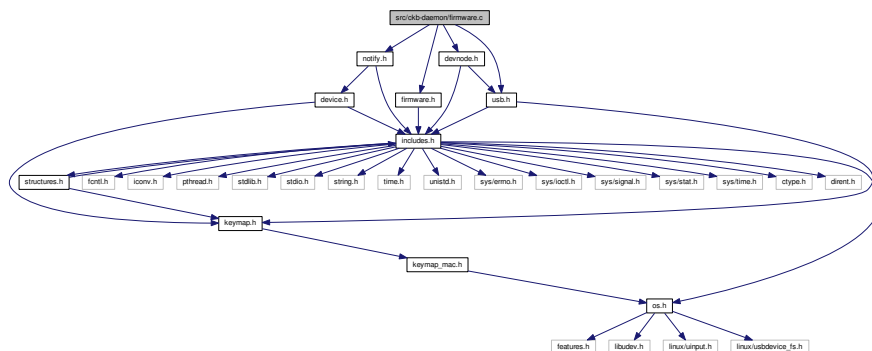 src/ckb-daemon/firmware.c
notify.h
devnode.h
device.h
firmware.h
usb.h
includes.h
structures.h
fcntl.h
iconv.h
pthread.h
stdlib.h
stdio.h
string.h
time.h
unistd.h
sys/errno.h
sys/ioctl.h
sys/signal.h
sys/stat.h
sys/time.h
ctype.h
dirent.h
keymap.h
keymap_mac.h
os.h
features.h
libudev.h
linux/uinput.h
linux/usbdevice_fs.h